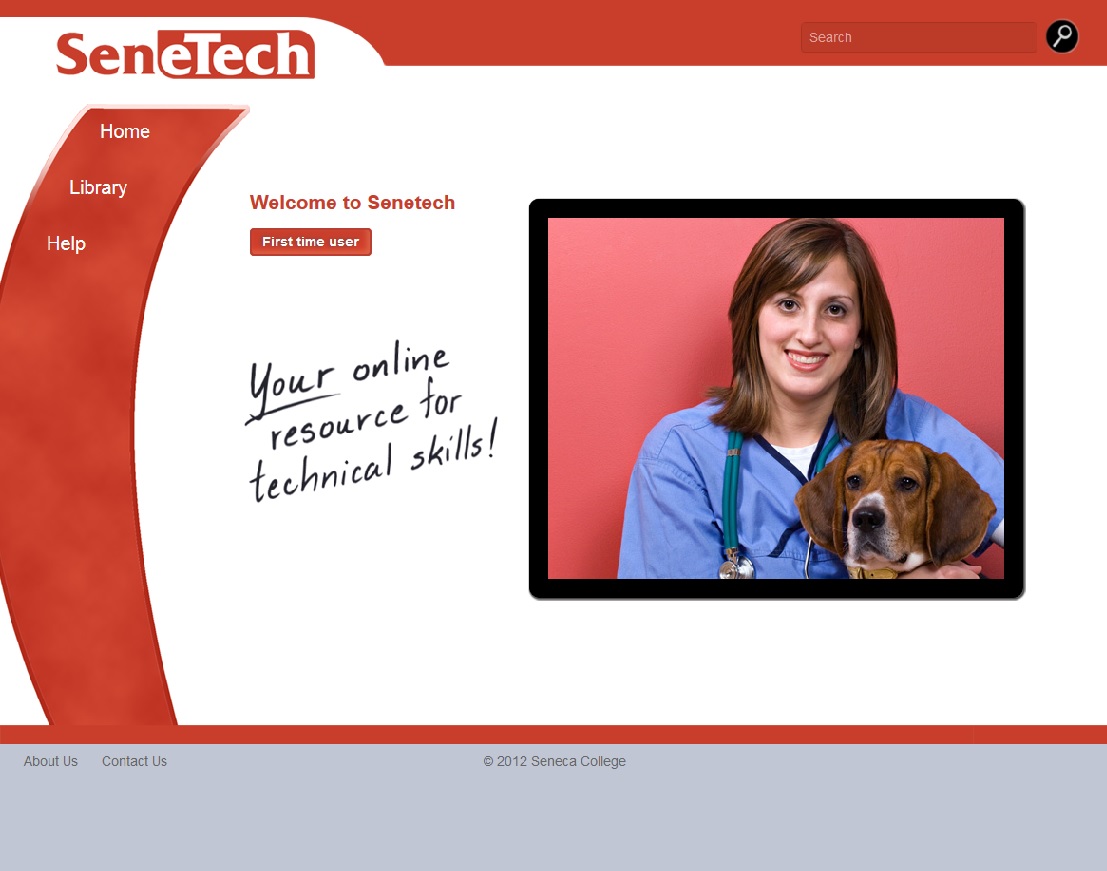 SeneTech
Search
Home
Library
Help
Welcome to Senetech
First time user
Your online
resource for
technical skills!
About Us
Contact Us
© 2012 Seneca College